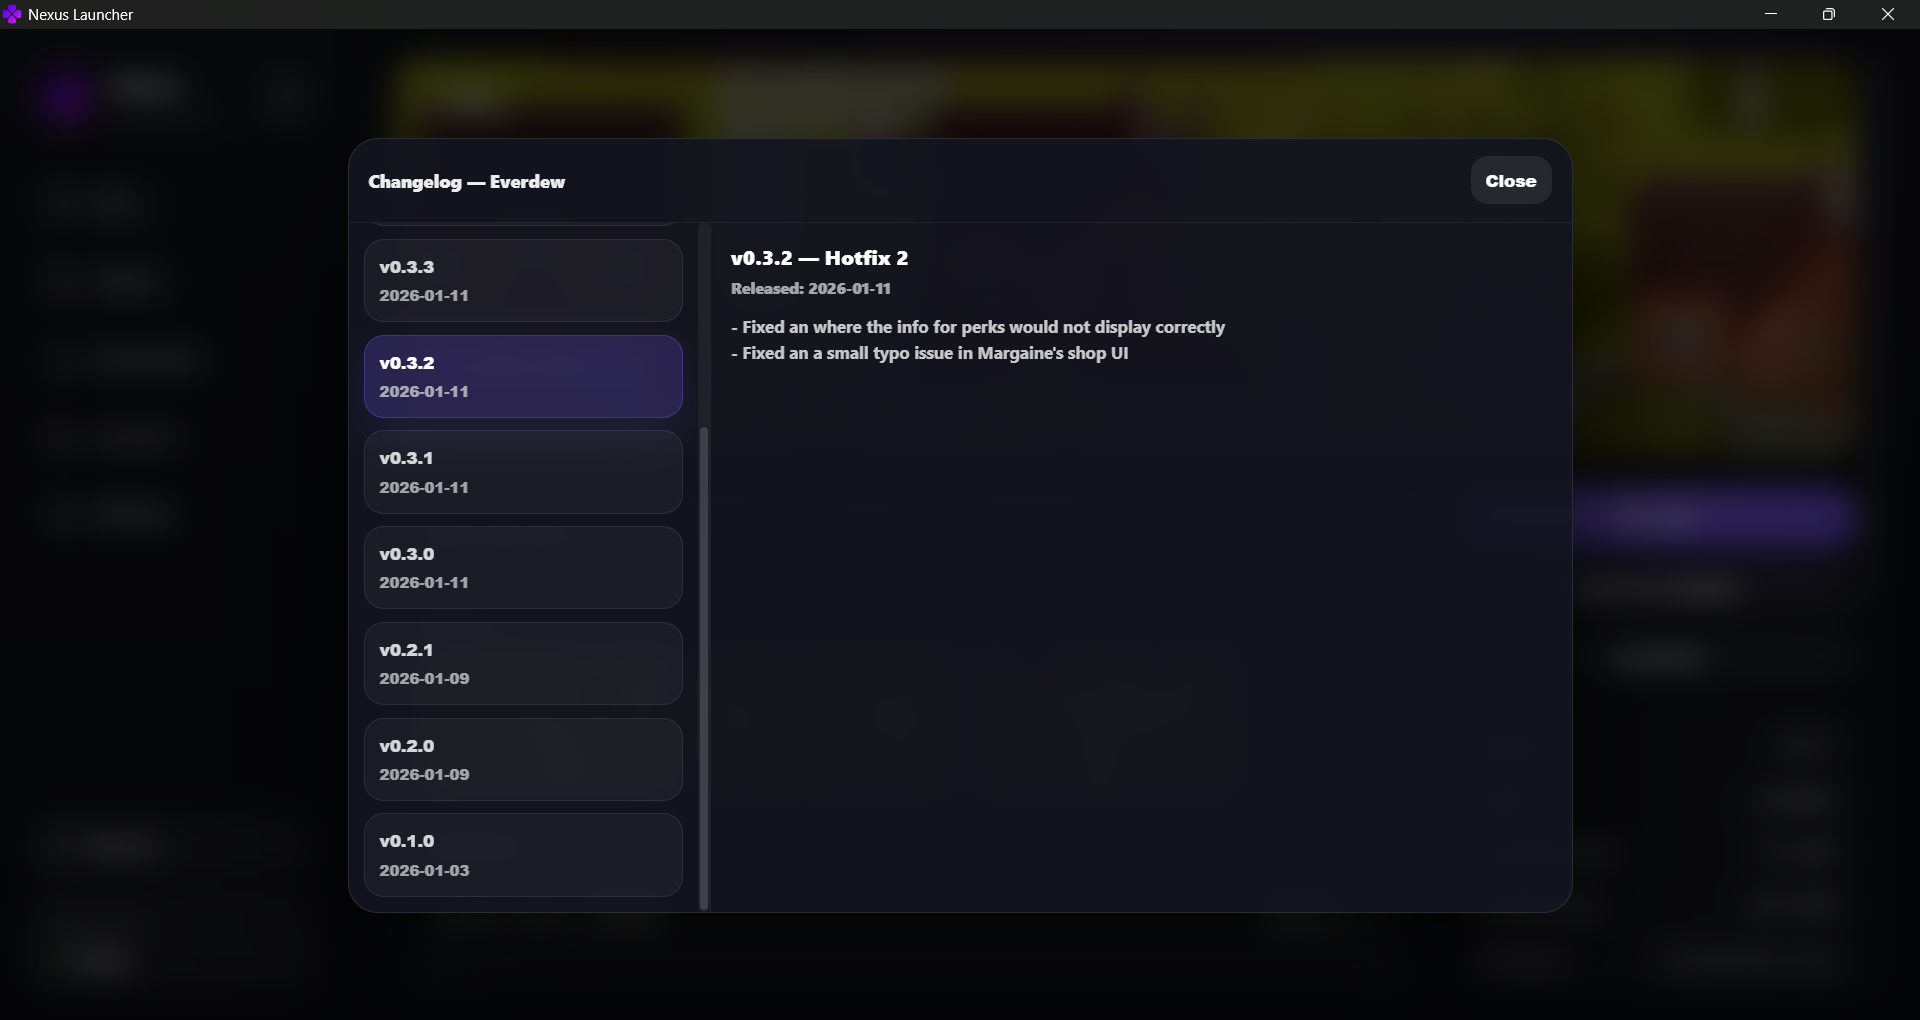 Nexus Launcher
Changelog — Everdew
Close
v0.3.3
2026-01-11
v0.3.2
2026-01-11
v0.3.1
2026-01-11
v0.3.0
2026-01-11
v0.2.1
2026-01-09
v0.2.0
2026-01-09
v0.1.0
2026-01-03
v0.3.2 — Hotfix 2
Released: 2026-01-11
- Fixed an where the info for perks would not display correctly
- Fixed an a small typo issue in Margaine's shop UI